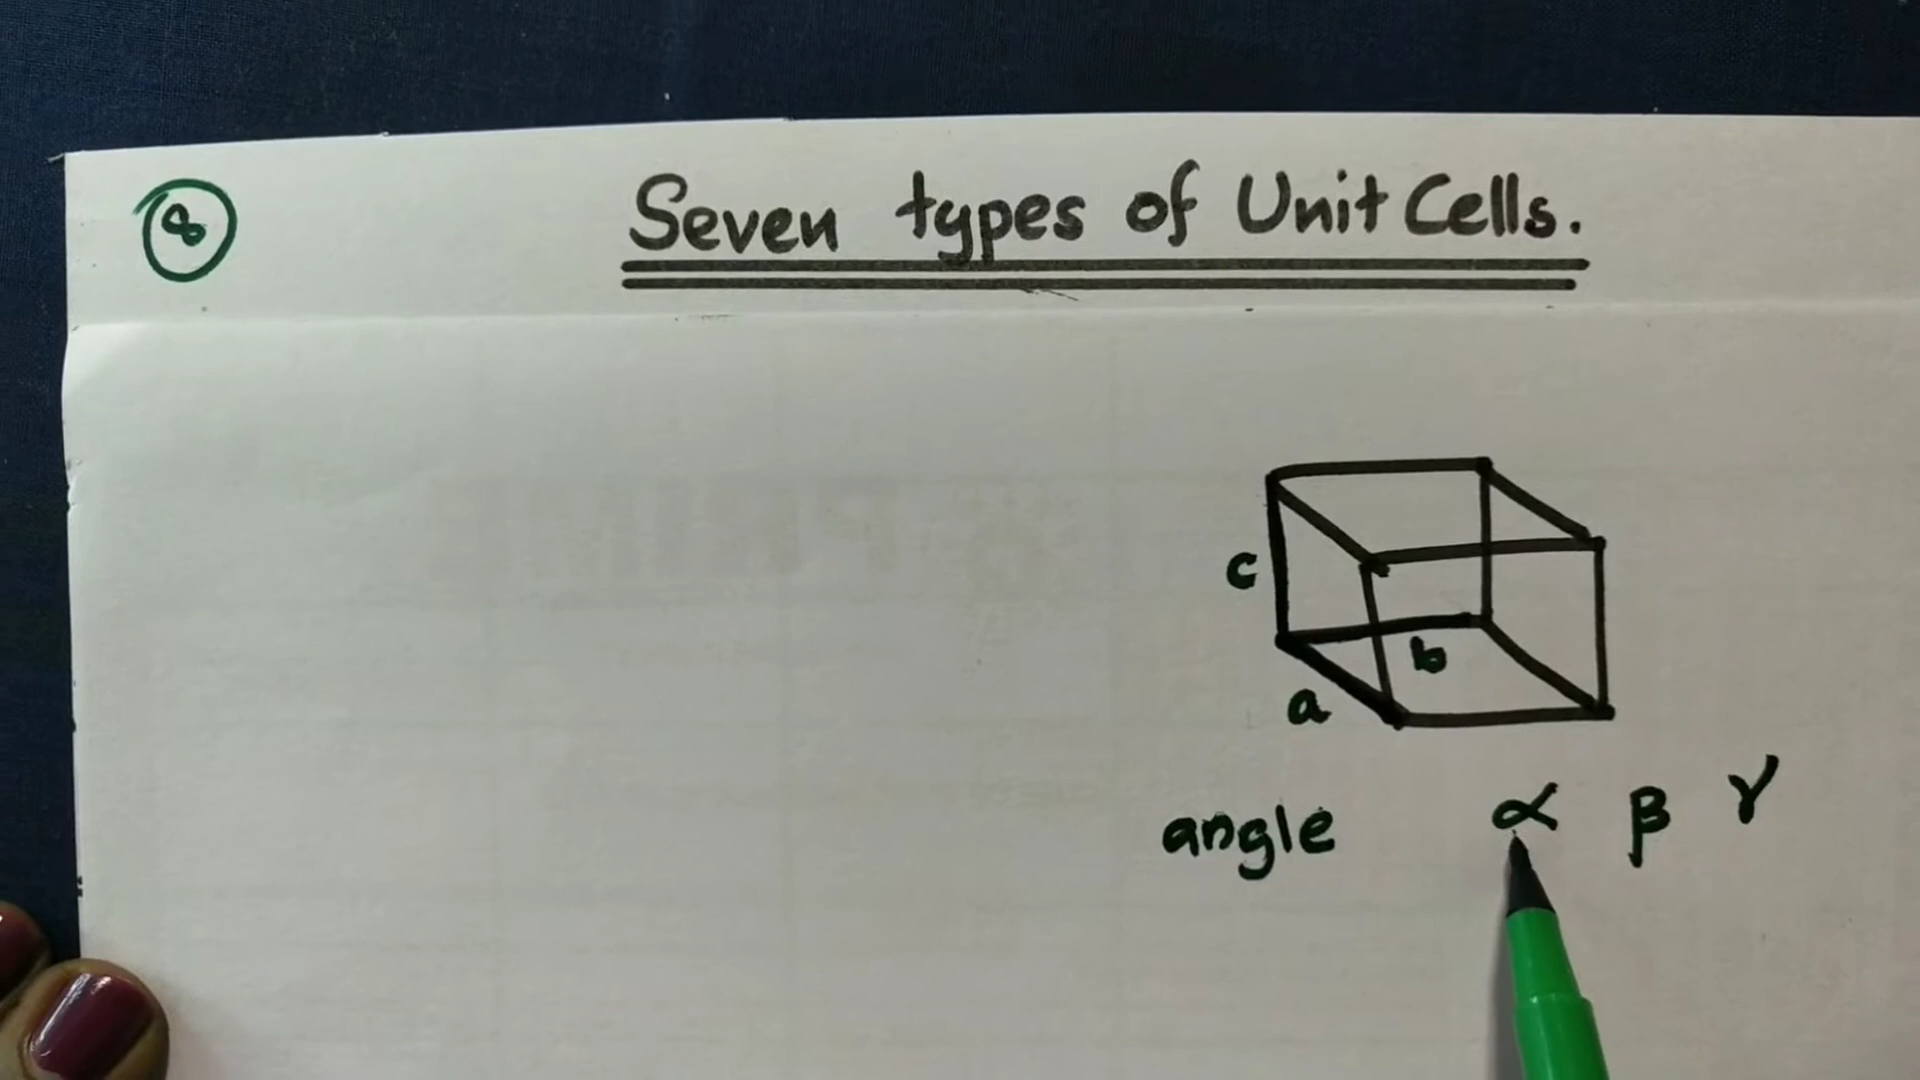 8
Seven types of Unit Cells.
c
b
a
angle α β γ